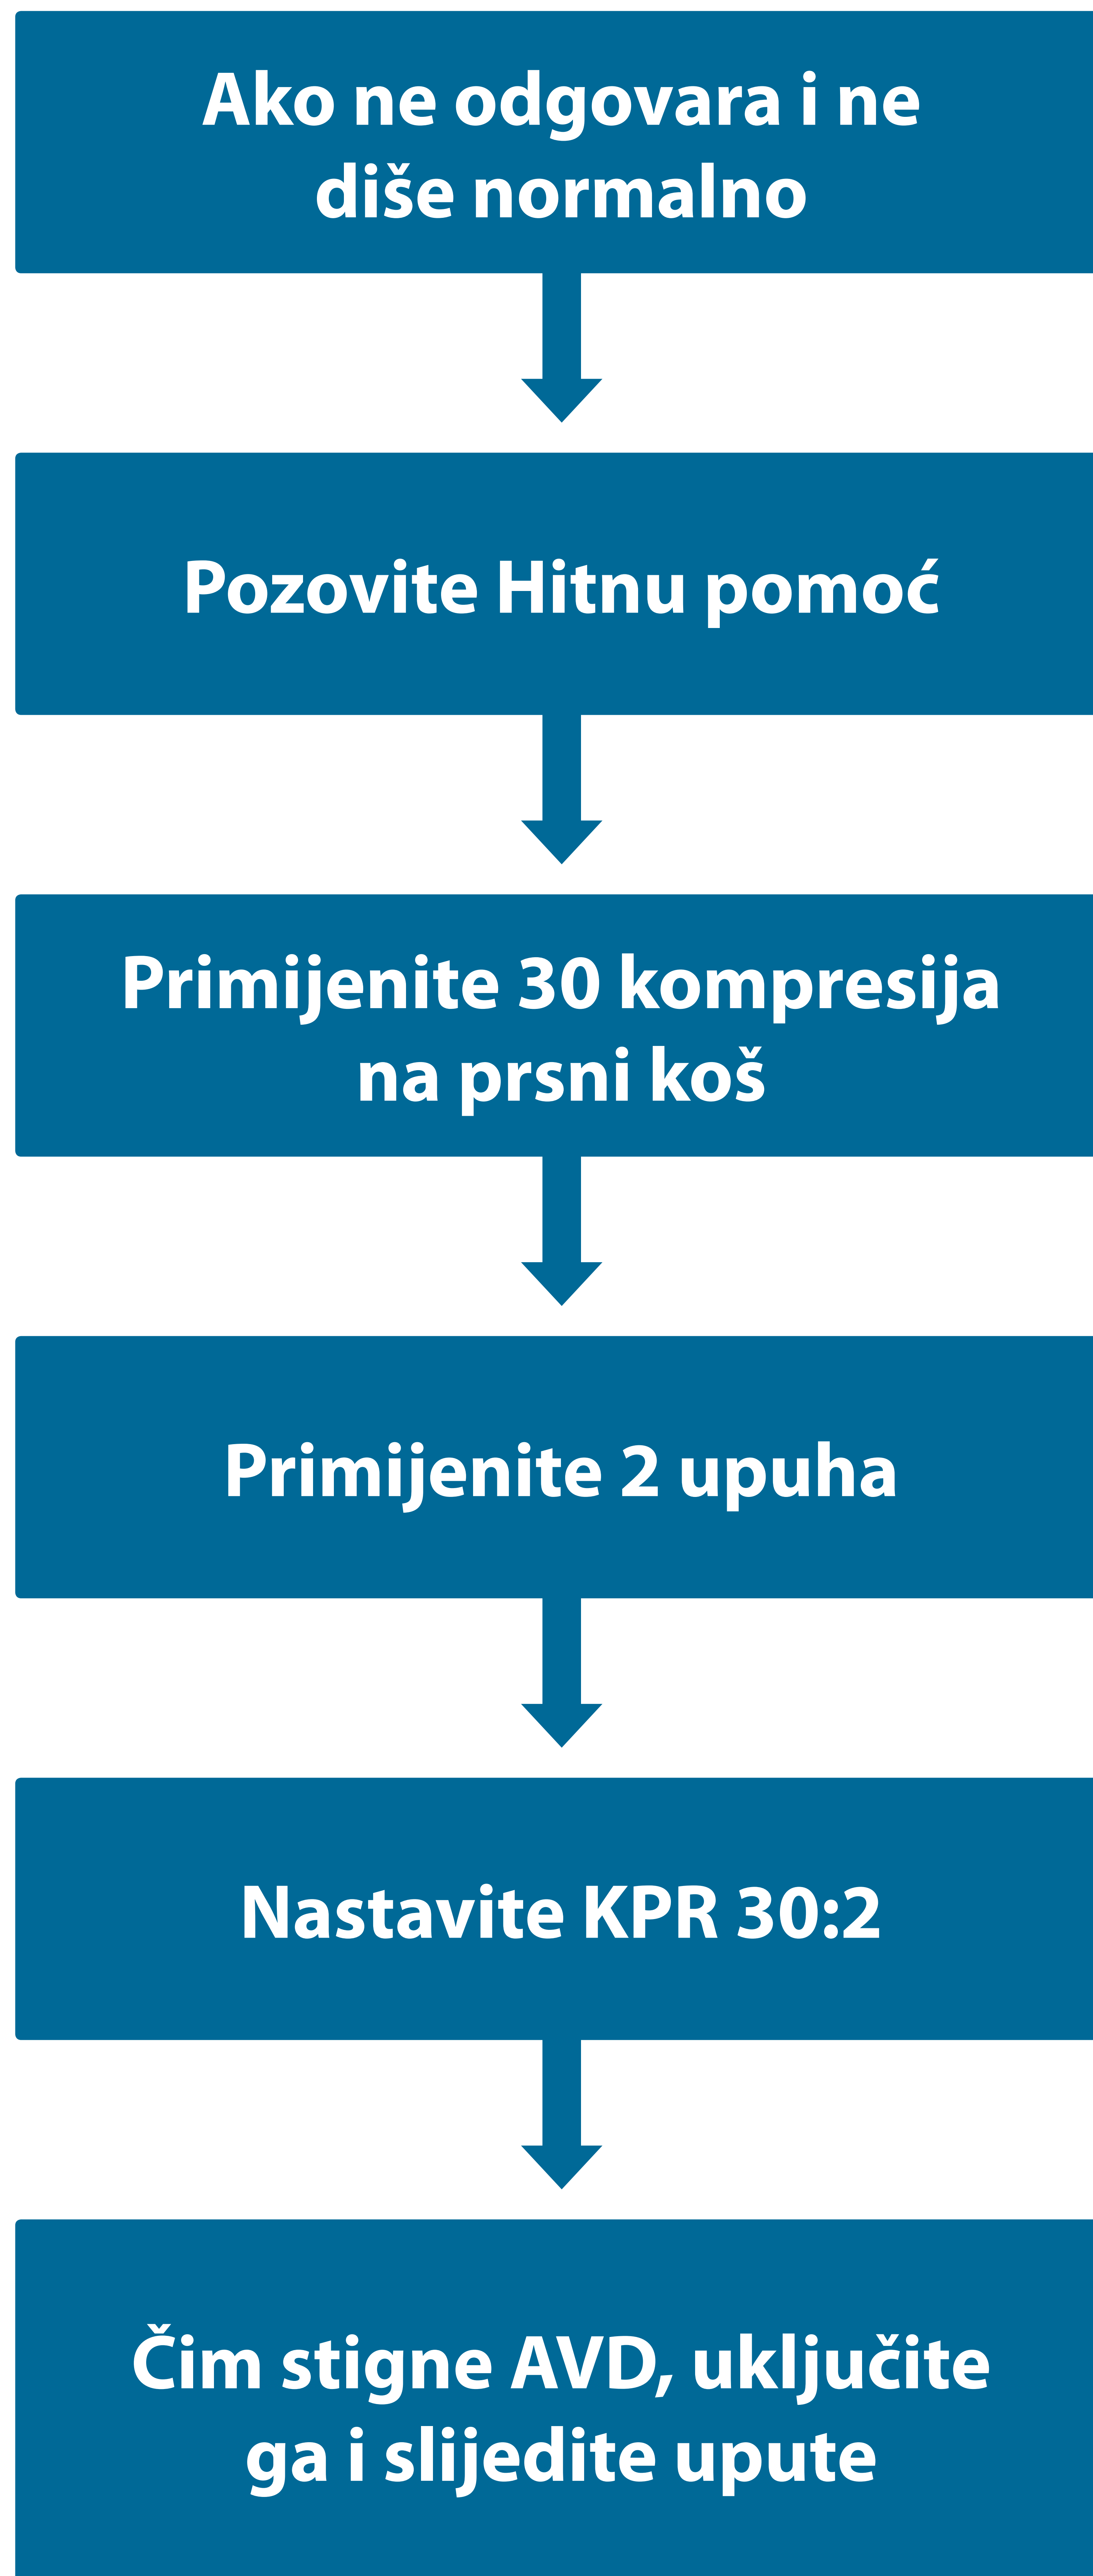 Ako ne odgovara i ne
diše normalno
Pozovite Hitnu pomoć
Primijenite 30 kompresija
na prsni koš
Primijenite 2 upuha
Nastavite KPR 30:2
Čim stigne AVD, uključite
ga i slijedite upute